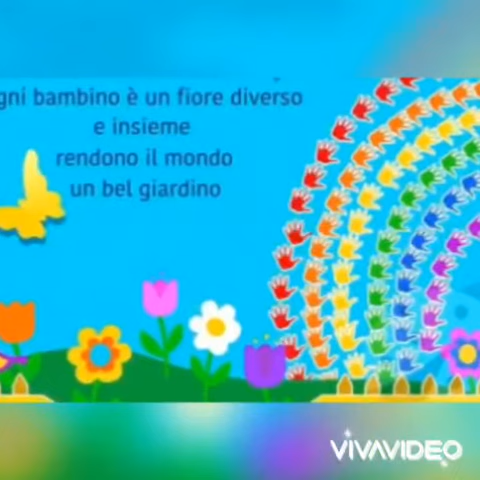 gni bambino è un fiore diverso
e insieme
rendono il mondo
un bel giardino
VIVAVIDEO